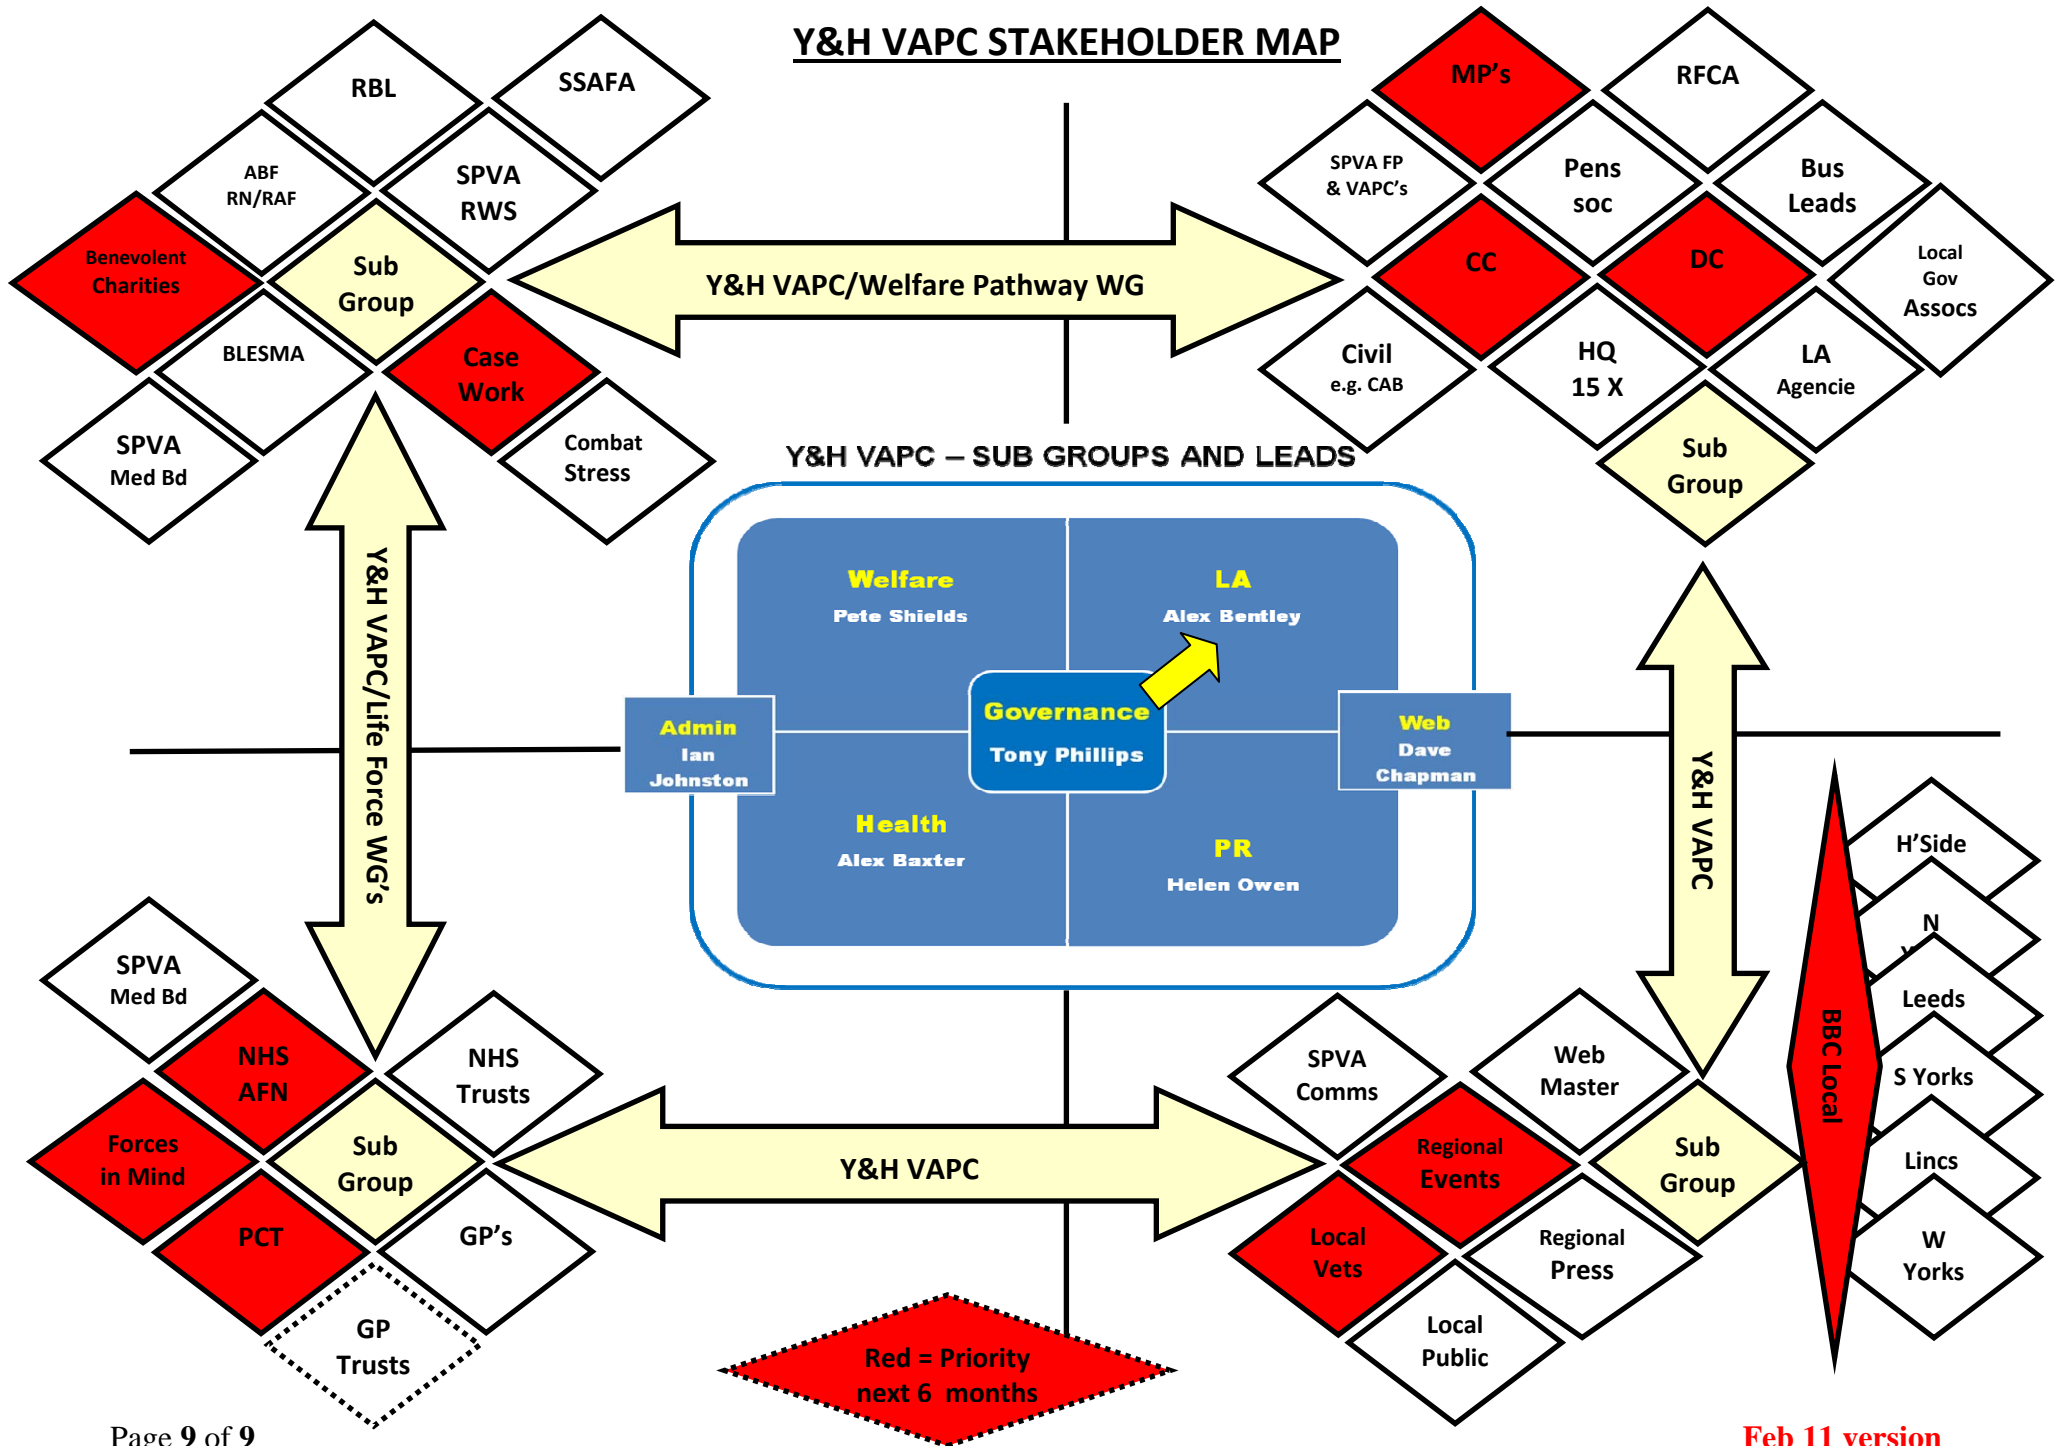 Y&H VAPC STAKEHOLDER MAP
RBL
SSAFA
ABF
RN/RAF
SPVA
RWS
Benevolent
Charities
Sub
Group
BLESMA
Case
Work
SPVA
Med Bd
Combat
Stress
Y&H VAPC/Welfare Pathway WG
MP's
RFCA
SPVA FP
& VAPC's
Pens
soc
Bus
Leads
CC
DC
Local
Gov
Assocs
Civil
e.g. CAB
HQ
15 X
LA
Agencie
Sub
Group
Y&H VAPC – SUB GROUPS AND LEADS
Welfare
Pete Shields
LA
Alex Bentley
Governance
Tony Phillips
Admin
Ian
Johnston
Web
Dave
Chapman
Health
Alex Baxter
PR
Helen Owen
Y&H VAPC/Life Force WG's
Y&H VAPC
SPVA
Med Bd
NHS
AFN
NHS
Trusts
Forces
in Mind
Sub
Group
PCT
GP's
GP
Trusts
Y&H VAPC
SPVA
Comms
Web
Master
Regional
Events
Sub
Group
Local
Vets
Regional
Press
Local
Public
BBC Local
H'Side
N
Leeds
S Yorks
Lincs
W
Yorks
Red = Priority
next 6 months
Page 9 of 9
Feb 11 version